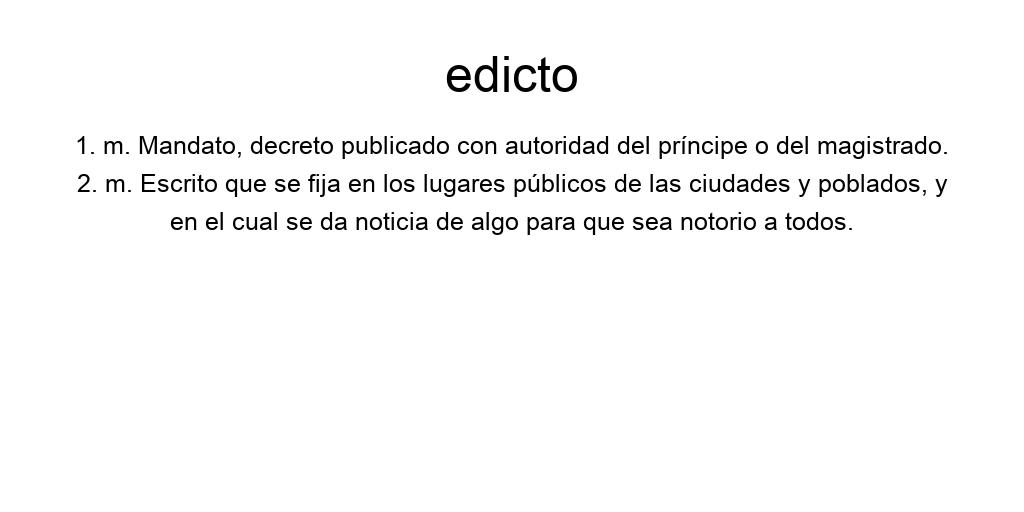 edicto
1. m. Mandato, decreto publicado con autoridad del príncipe o del magistrado.
2. m. Escrito que se fija en los lugares públicos de las ciudades y poblados, y
en el cual se da noticia de algo para que sea notorio a todos.